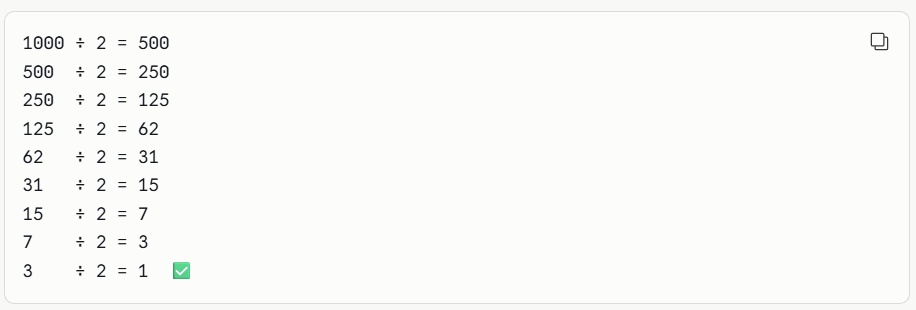 1000 ÷ 2 = 500
500  ÷ 2 = 250
250  ÷ 2 = 125
125  ÷ 2 = 62
62   ÷ 2 = 31
31   ÷ 2 = 15
15   ÷ 2 = 7
7    ÷ 2 = 3
3    ÷ 2 = 1  ✅